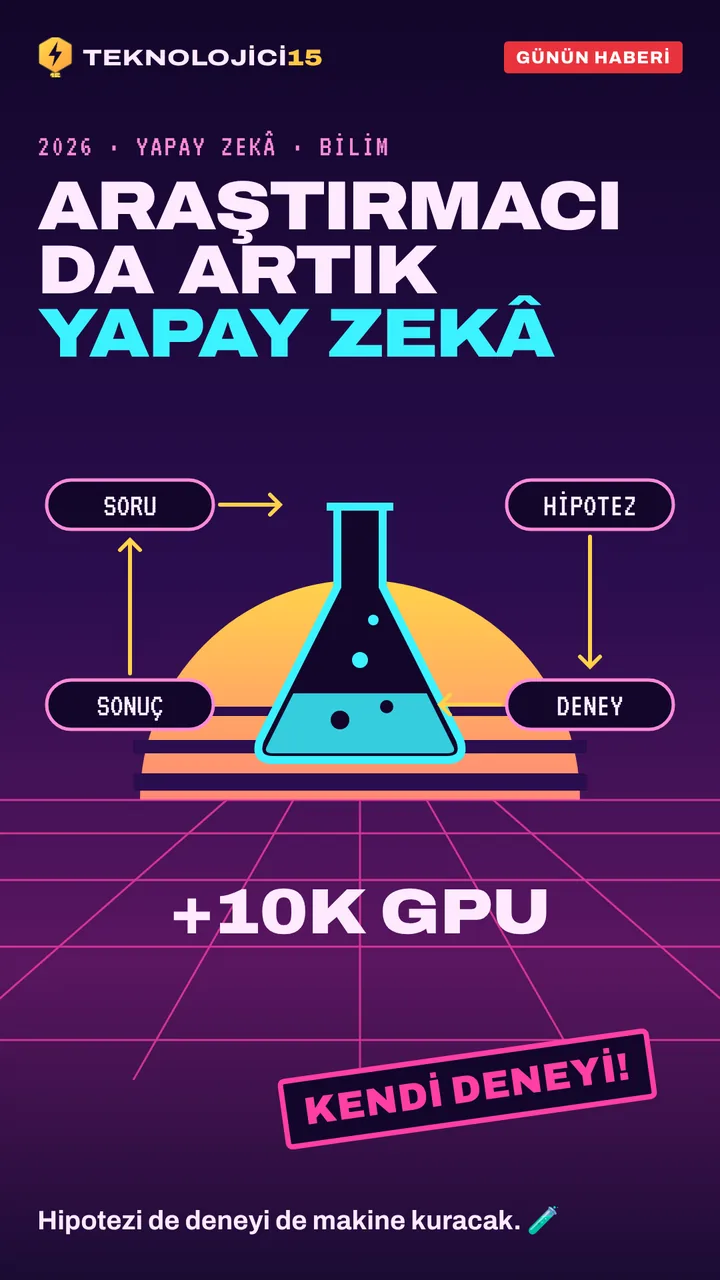 TEKNOLOJİCİ15
GÜNÜN HABERİ
2026 · YAPAY ZEKÂ · BİLİM
ARAŞTIRMACI
DA ARTIK
YAPAY ZEKÂ
SORU
HİPOTEZ
SONUÇ
DENEY
+10K GPU
KENDİ DENEYİ!
Hipotezi de deneyi de makine kuracak. 🧪